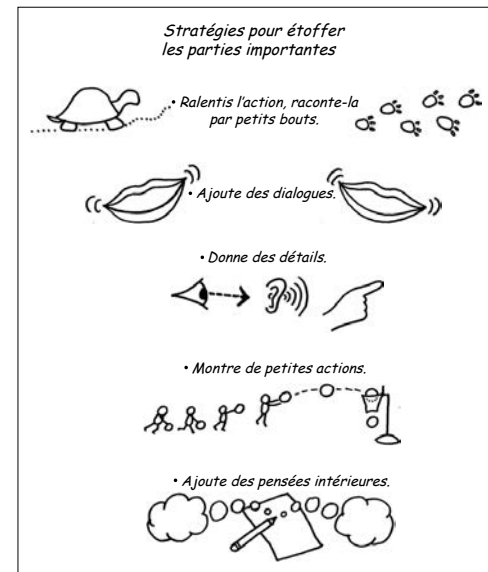 Stratégies pour étoffer
les parties importantes
• Ralentis l'action, raconte-la
par petits bouts.
• Ajoute des dialogues.
• Donne des détails.
• Montre de petites actions.
• Ajoute des pensées intérieures.